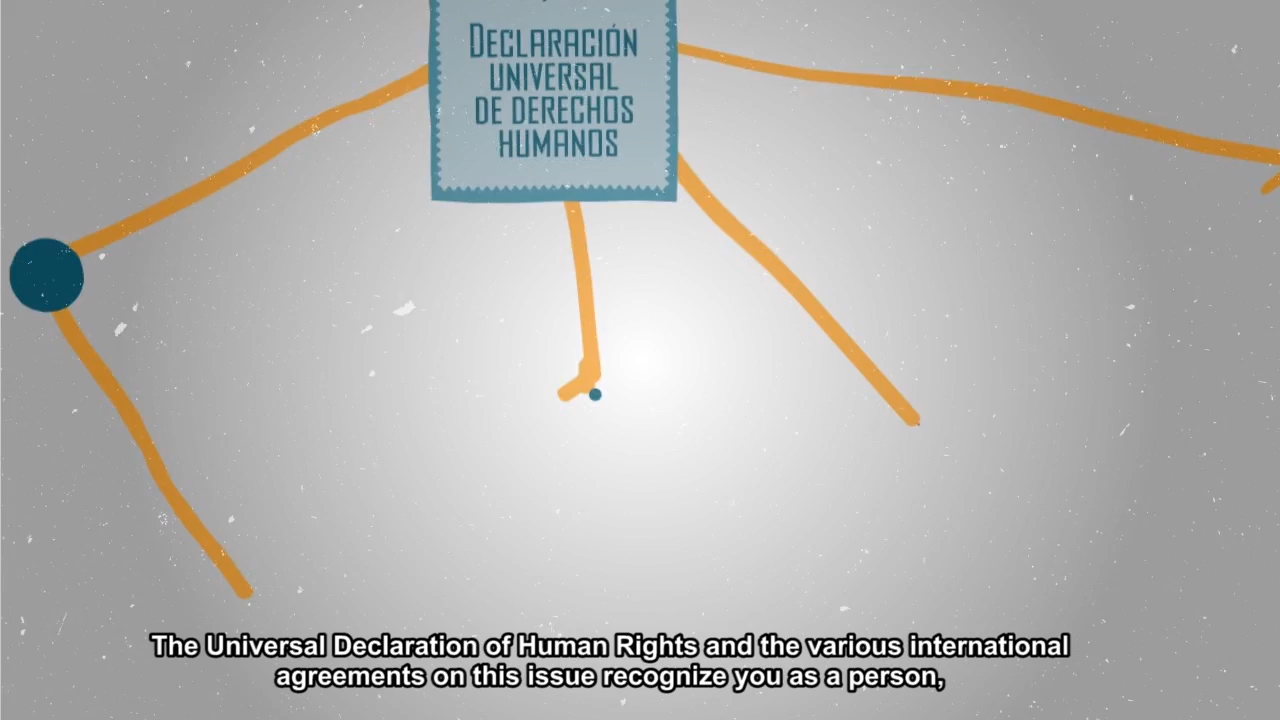 DECLARACIÓN
UNIVERSAL
DE DERECHOS
HUMANOS
The Universal Declaration of Human Rights and the various international
agreements on this issue recognize you as a person,